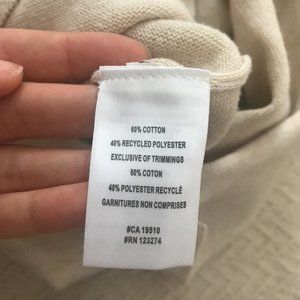 60% COTTON
40% RECYCLED POLYESTER
EXCLUSIVE OF TRIMMINGS
60% COTON
40% POLYESTER RECYCLÉ
GARNITURES NON COMPRISES
#CA 19510
#RN 123274